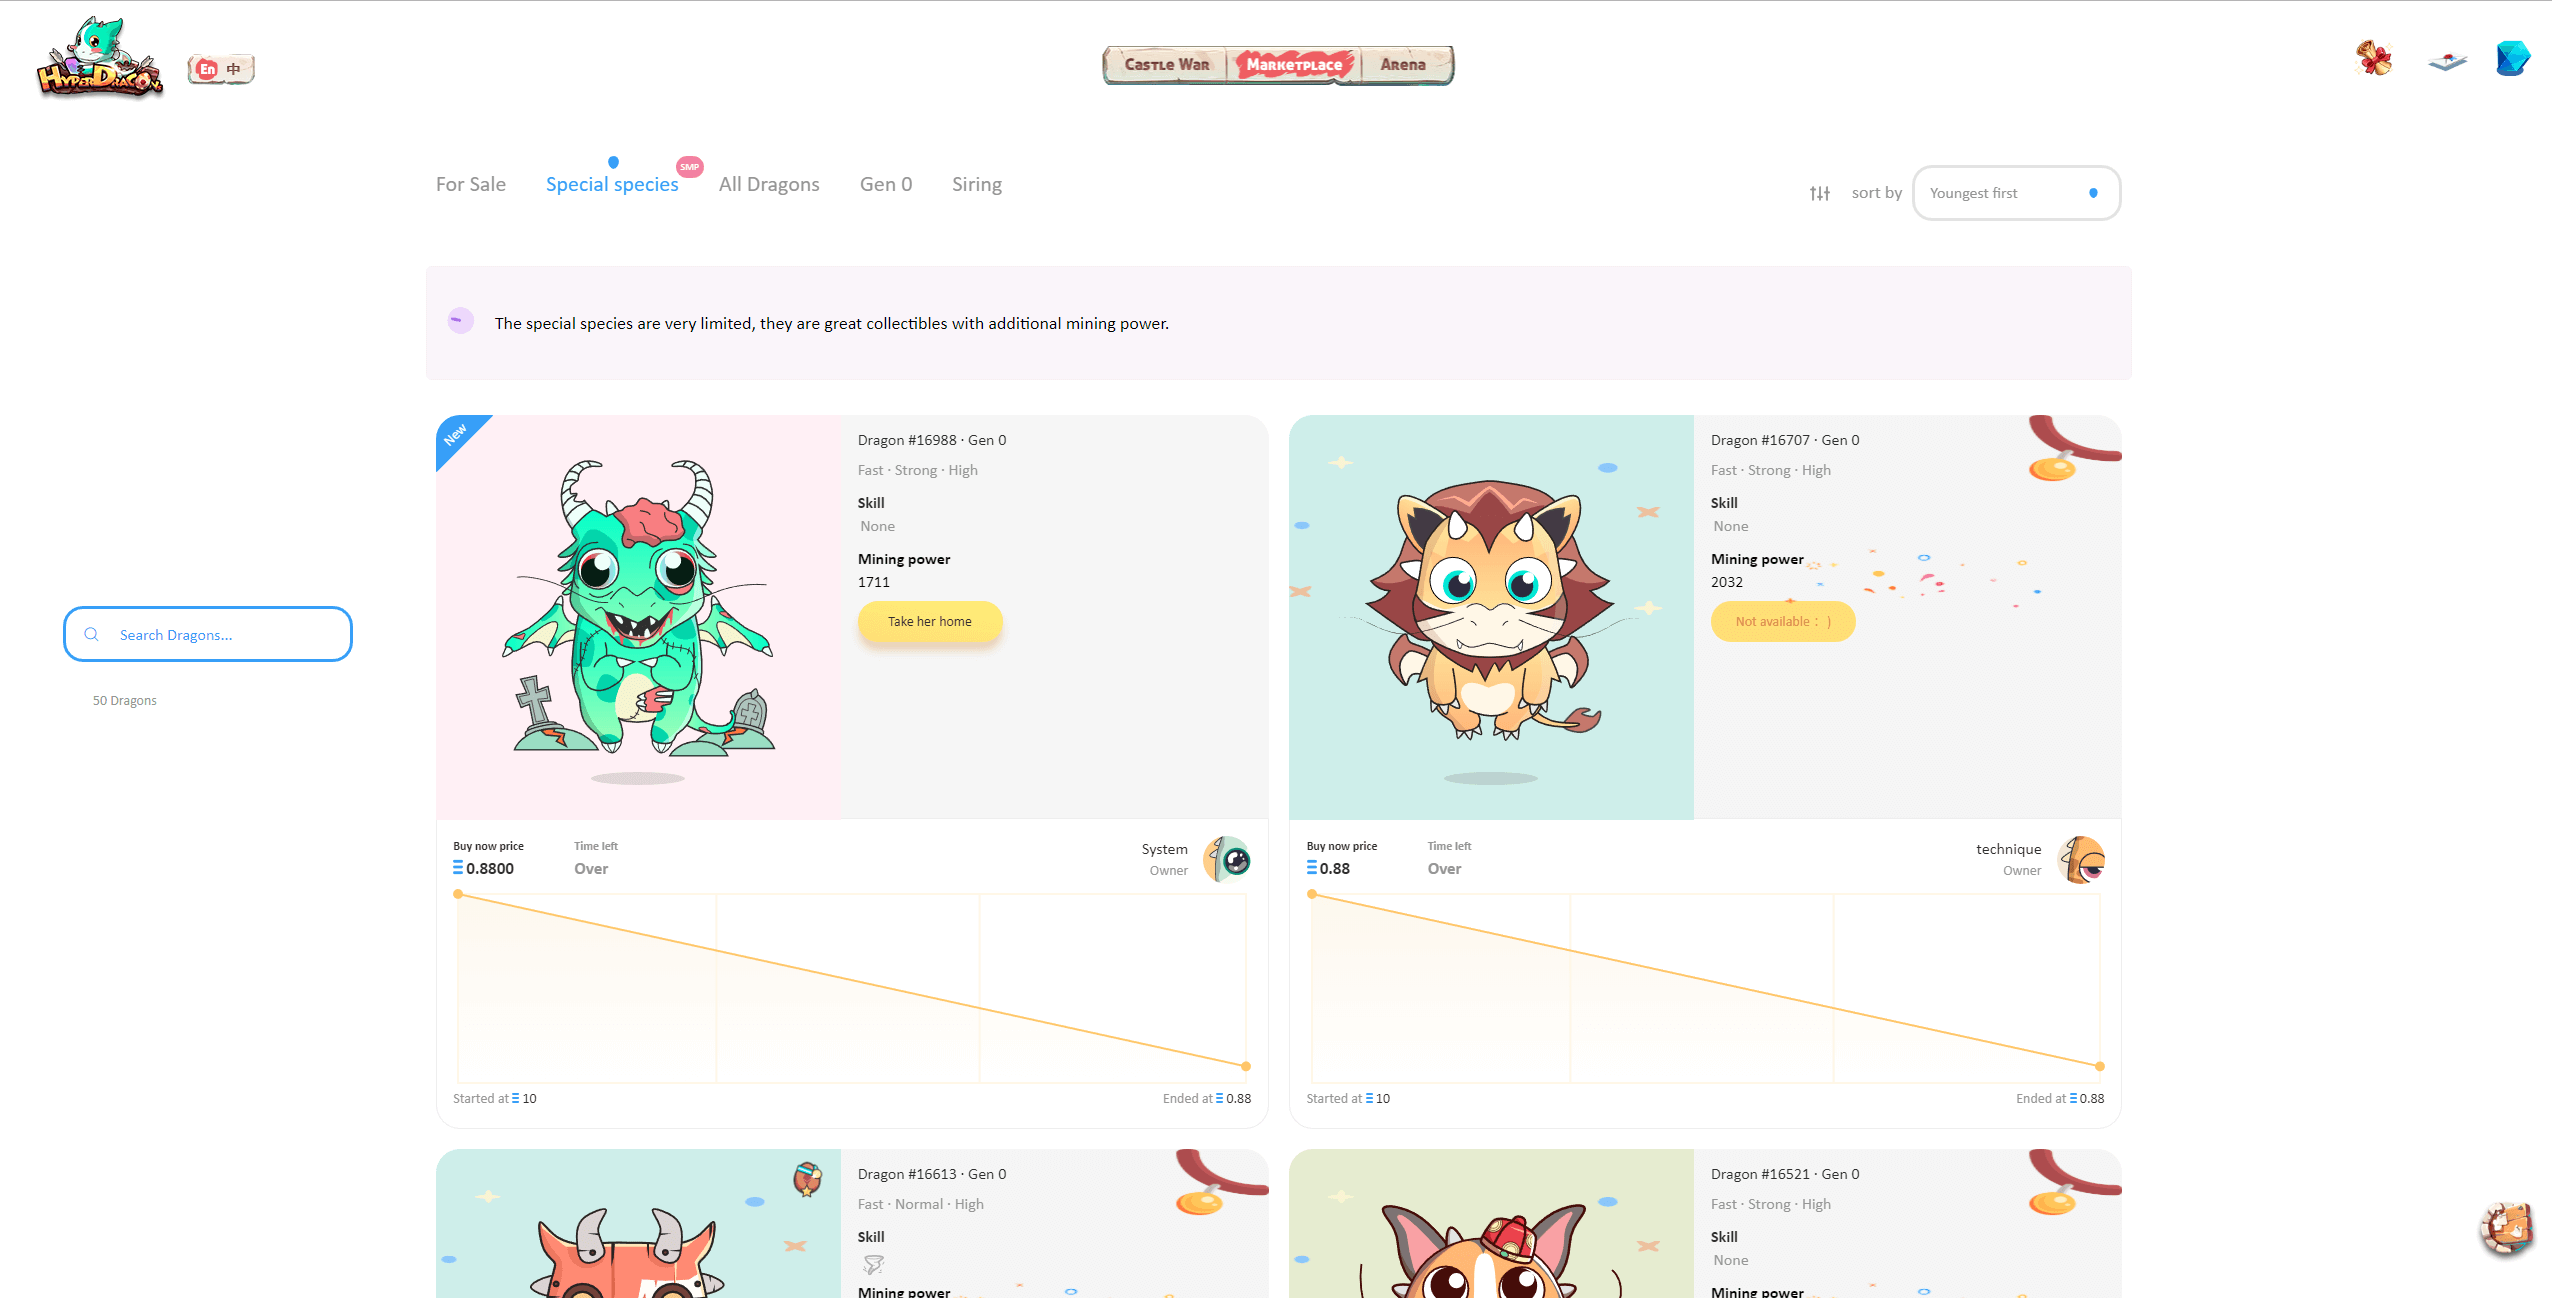 HyperDragons
En 中
Castle War Marketplace Arena
For Sale Special species SMP All Dragons Gen 0 Siring
sort by Youngest first
The special species are very limited, they are great collectibles with additional mining power.
Search Dragons...
50 Dragons
New
Dragon #16988 · Gen 0
Fast · Strong · High
Skill
None
Mining power
1711
Take her home
Buy now price Time left System
0.8800 Over Owner
Started at 10 Ended at 0.88
Dragon #16707 · Gen 0
Fast · Strong · High
Skill
None
Mining power
2032
Not available : )
Buy now price Time left technique
0.88 Over Owner
Started at 10 Ended at 0.88
Dragon #16613 · Gen 0
Fast · Normal · High
Skill
Mining power
Dragon #16521 · Gen 0
Fast · Strong · High
Skill
None
Mining power